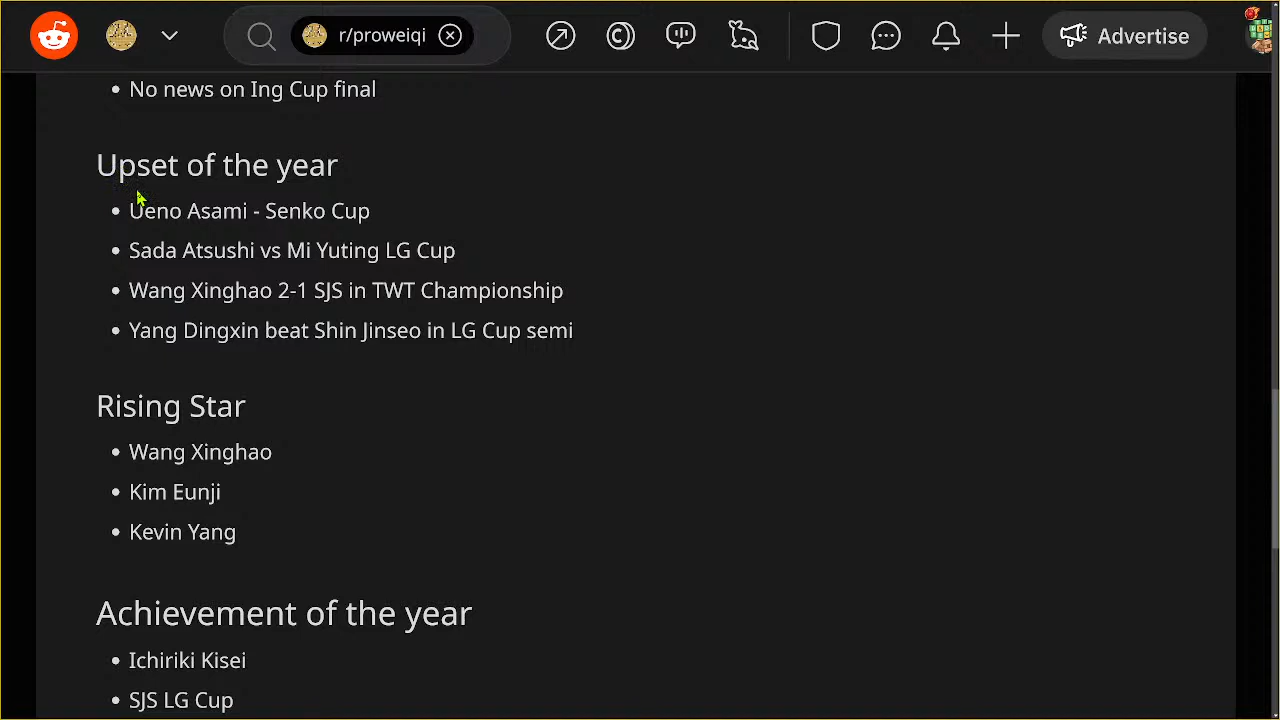 r/proweiqi
Advertise
• No news on Ing Cup final
Upset of the year
• Ueno Asami - Senko Cup
• Sada Atsushi vs Mi Yuting LG Cup
• Wang Xinghao 2-1 SJS in TWT Championship
• Yang Dingxin beat Shin Jinseo in LG Cup semi
Rising Star
• Wang Xinghao
• Kim Eunji
• Kevin Yang
Achievement of the year
• Ichiriki Kisei
• SJS LG Cup